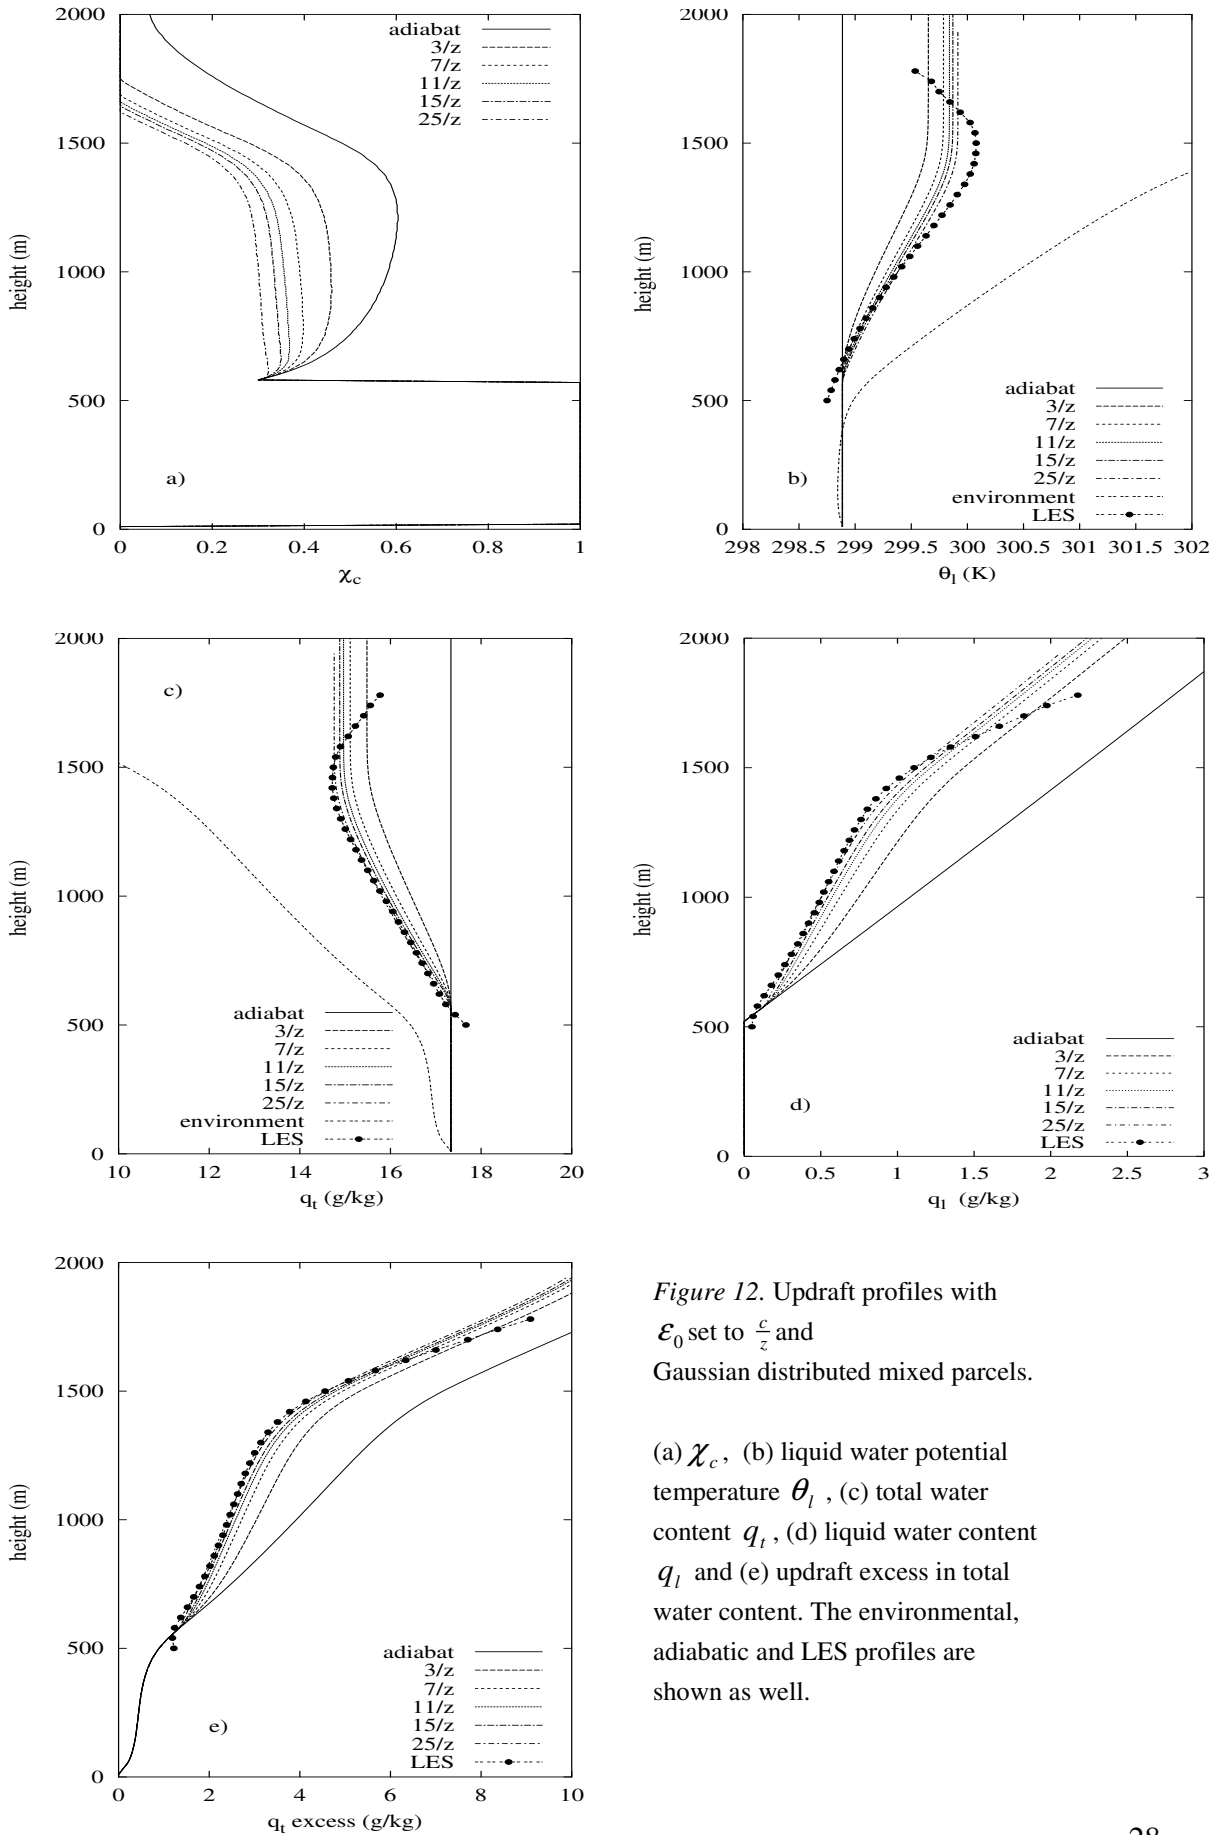 2000
1500
1000
500
0
height (m)
0
0.2
0.4
0.6
0.8
1
χc
adiabat
3/z
7/z
11/z
15/z
25/z
a)
2000
1500
1000
500
0
height (m)
298 298.5 299 299.5 300 300.5 301 301.5 302
θl (K)
adiabat
3/z
7/z
11/z
15/z
25/z
environment
LES
b)
2000
1500
1000
500
0
height (m)
10 12 14 16 18 20
qt (g/kg)
c)
adiabat
3/z
7/z
11/z
15/z
25/z
environment
LES
2000
1500
1000
500
0
height (m)
0 0.5 1 1.5 2 2.5 3
ql (g/kg)
adiabat
3/z
7/z
11/z
15/z
25/z
LES
d)
2000
1500
1000
500
0
height (m)
0 2 4 6 8 10
qt excess (g/kg)
adiabat
3/z
7/z
11/z
15/z
25/z
LES
e)
Figure 12. Updraft profiles with
ε0 set to c/z and
Gaussian distributed mixed parcels.
(a) χc, (b) liquid water potential
temperature θl , (c) total water
content qt , (d) liquid water content
ql and (e) updraft excess in total
water content. The environmental,
adiabatic and LES profiles are
shown as well.
28